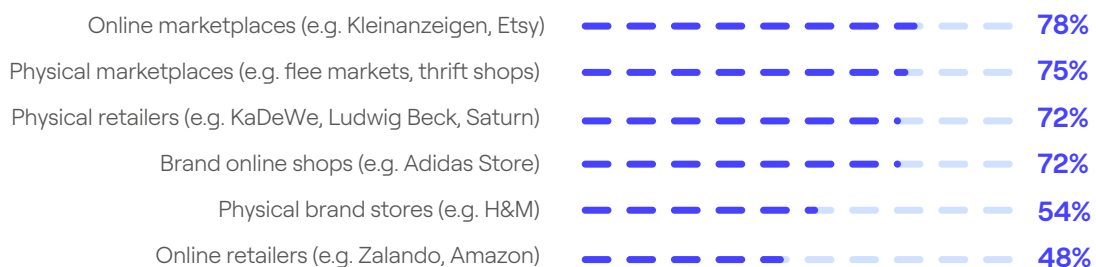 Online marketplaces (e.g. Kleinanzeigen, Etsy) 78%
Physical marketplaces (e.g. flee markets, thrift shops) 75%
Physical retailers (e.g. KaDeWe, Ludwig Beck, Saturn) 72%
Brand online shops (e.g. Adidas Store) 72%
Physical brand stores (e.g. H&M) 54%
Online retailers (e.g. Zalando, Amazon) 48%